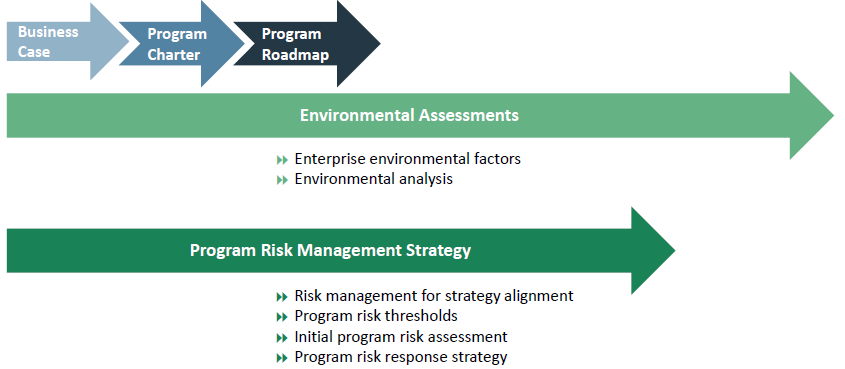 Business
Case
Program
Charter
Program
Roadmap
Environmental Assessments
Enterprise environmental factors
Environmental analysis
Program Risk Management Strategy
Risk management for strategy alignment
Program risk thresholds
Initial program risk assessment
Program risk response strategy